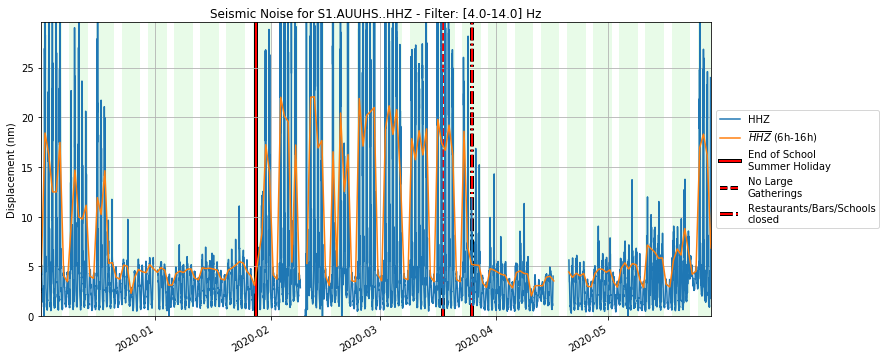 Seismic Noise for S1.AUUHS..HHZ - Filter: [4.0-14.0] Hz
Displacement (nm)
25
20
15
10
5
0
2020-01
2020-02
2020-03
2020-04
2020-05
HHZ
HHZ (6h-16h)
End of School
Summer Holiday
No Large
Gatherings
Restaurants/Bars/Schools
closed